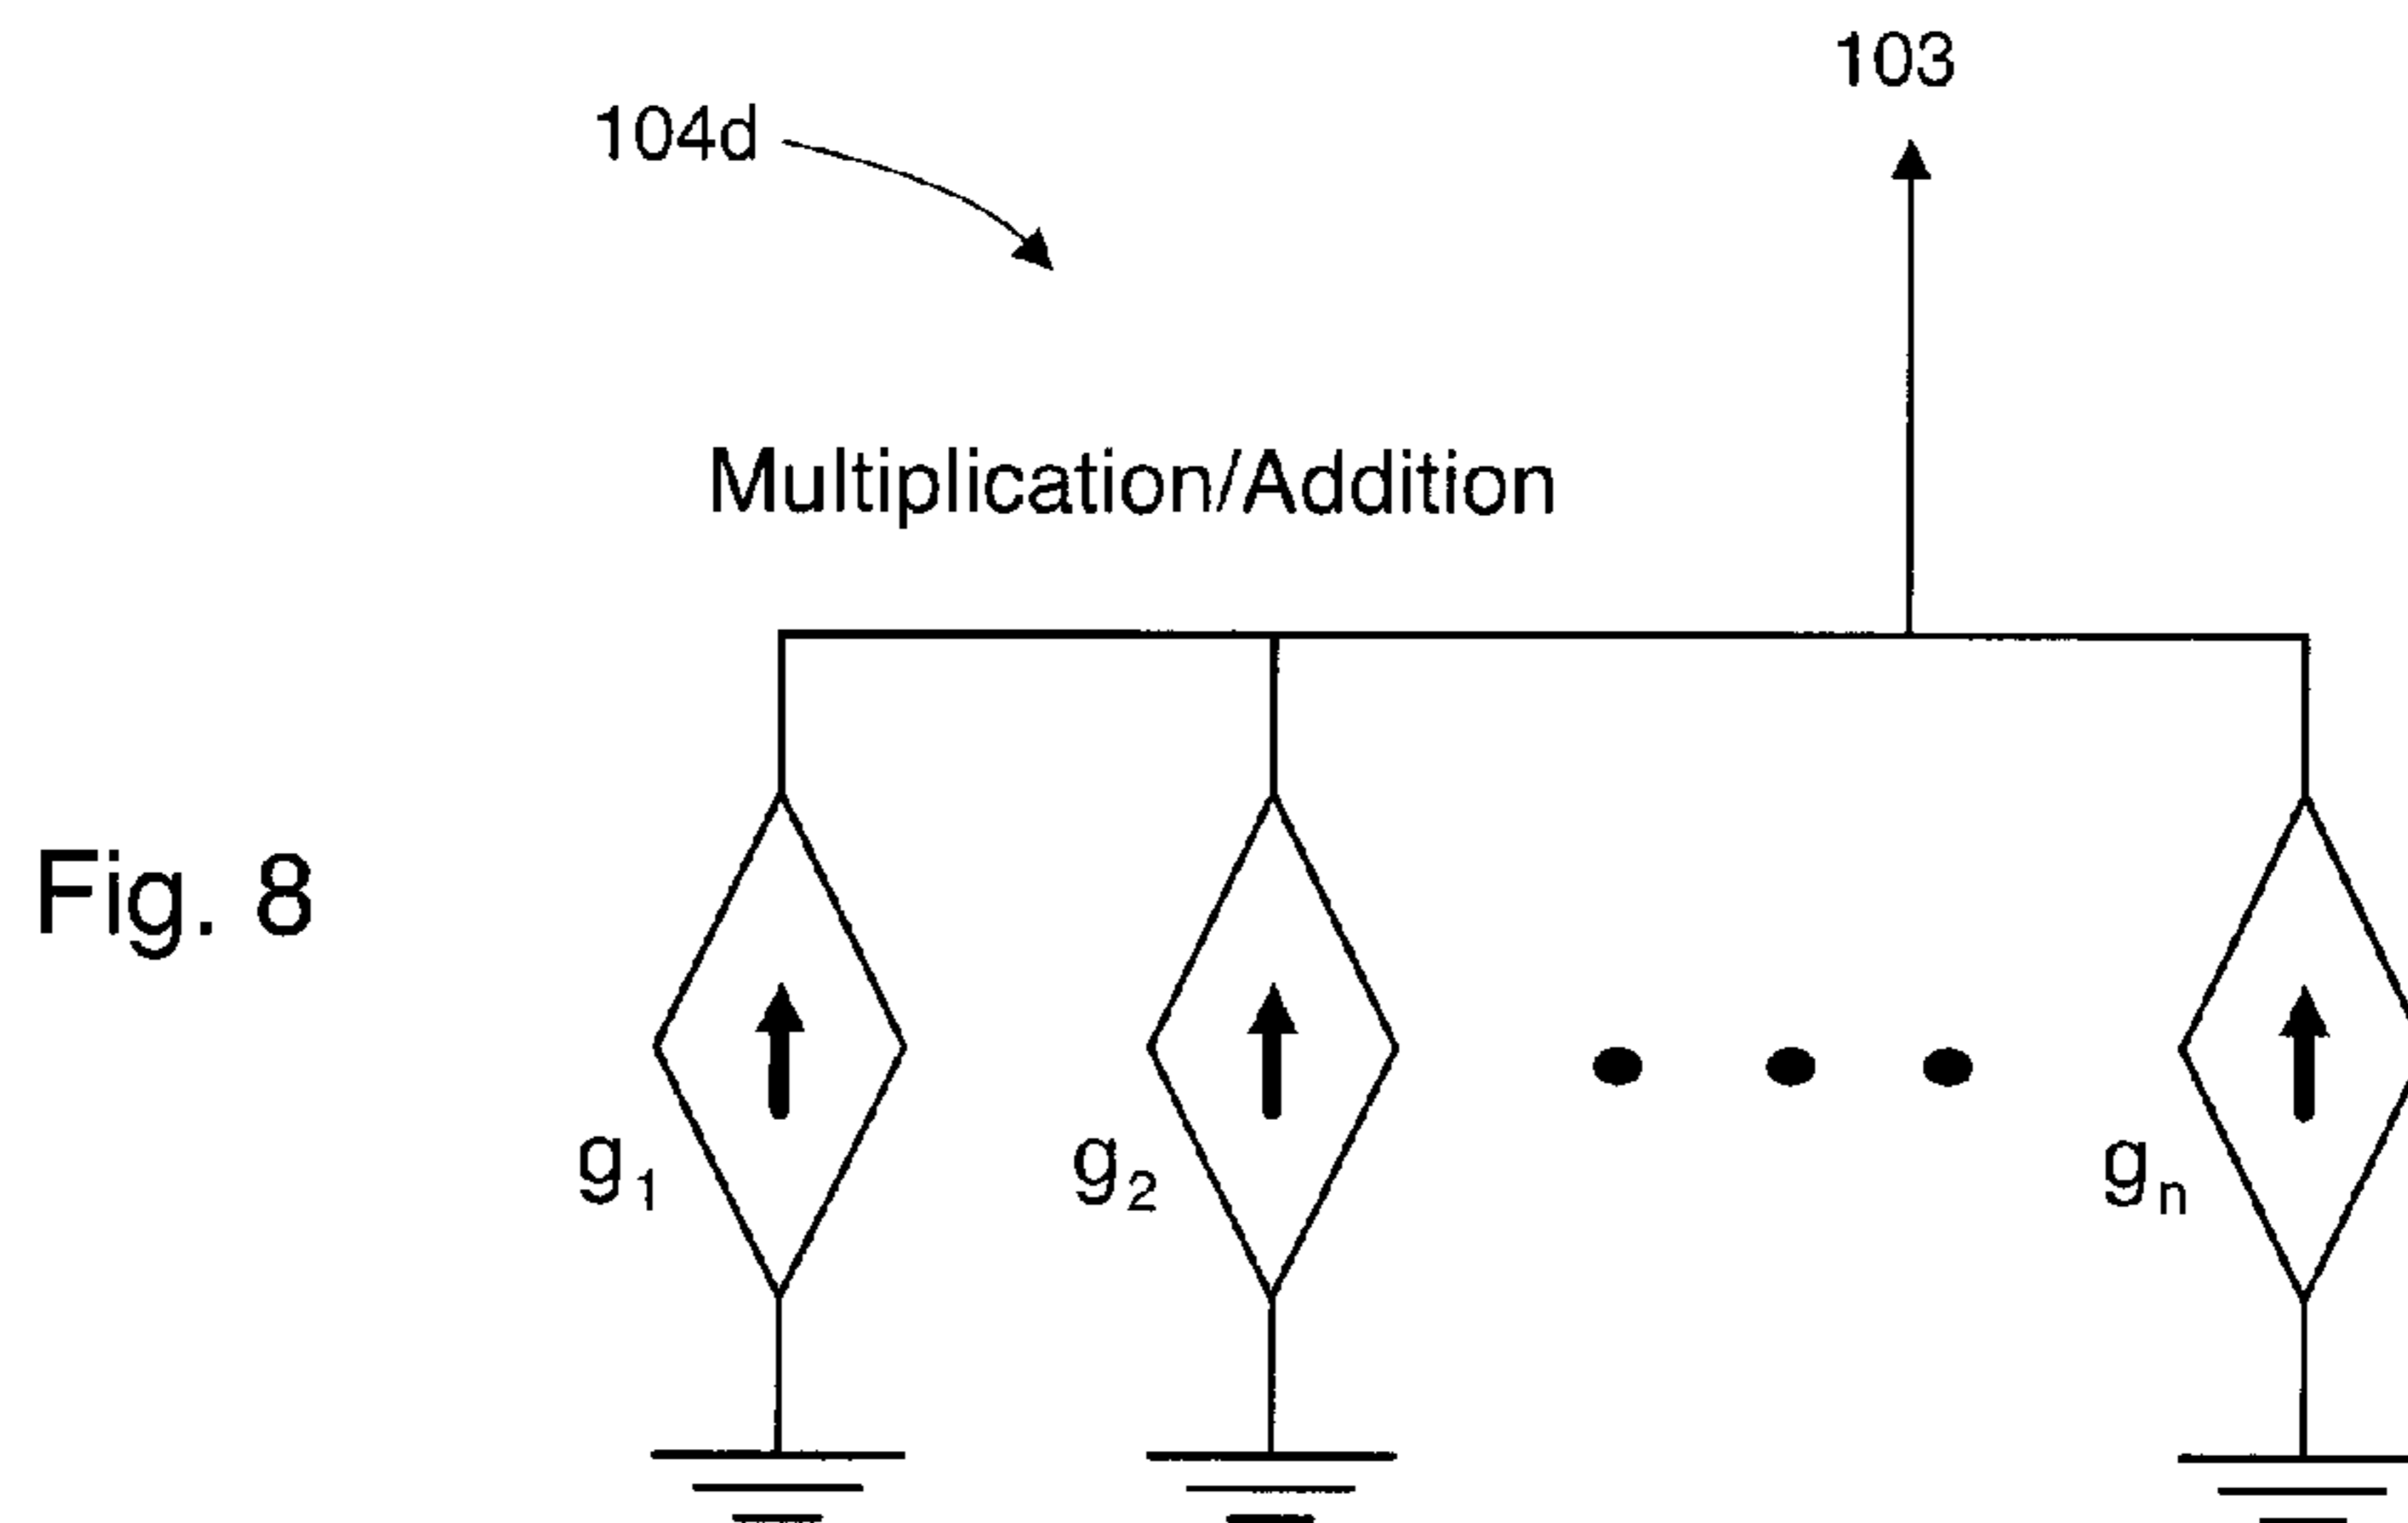 103
104d
Multiplication/Addition
Fig. 8
g₁
g₂
gₙ